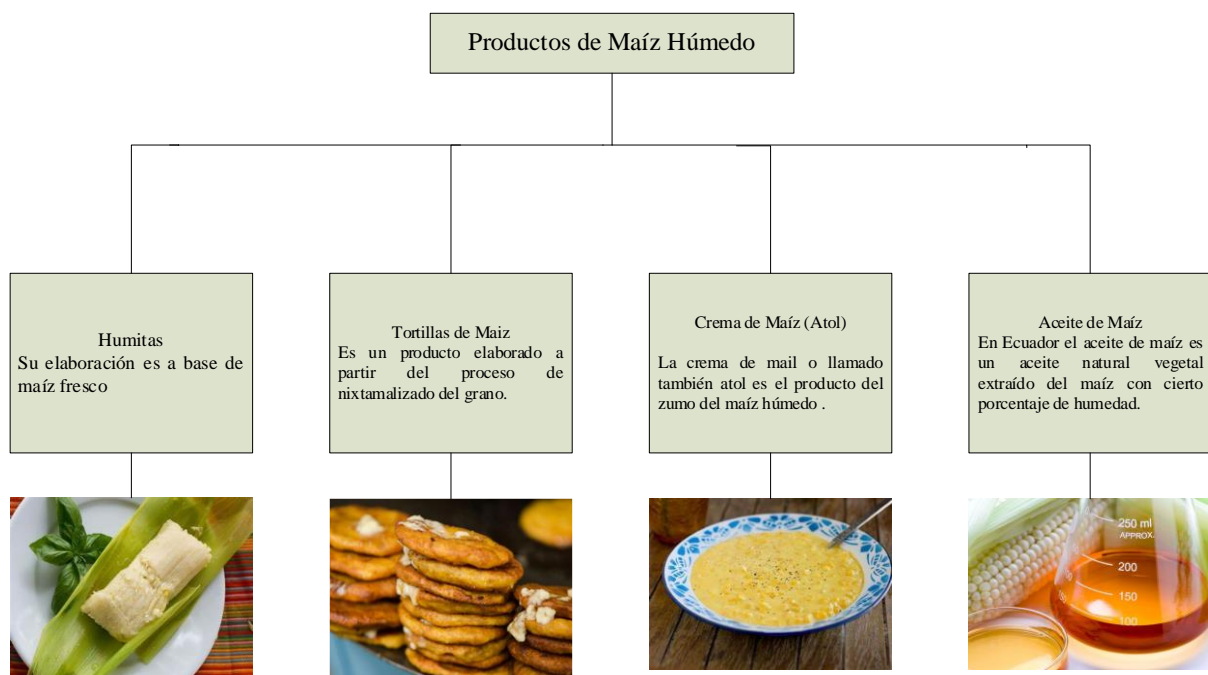 Productos de Maíz Húmedo
Humitas
Su elaboración es a base de
maíz fresco
Tortillas de Maiz
Es un producto elaborado a
partir del proceso de
nixtamalizado del grano.
Crema de Maíz (Atol)
La crema de mail o llamado
también atol es el producto del
zumo del maíz húmedo .
Aceite de Maíz
En Ecuador el aceite de maíz es
un aceite natural vegetal
extraído del maíz con cierto
porcentaje de humedad.
250 ml
APPROX.
200
150
100